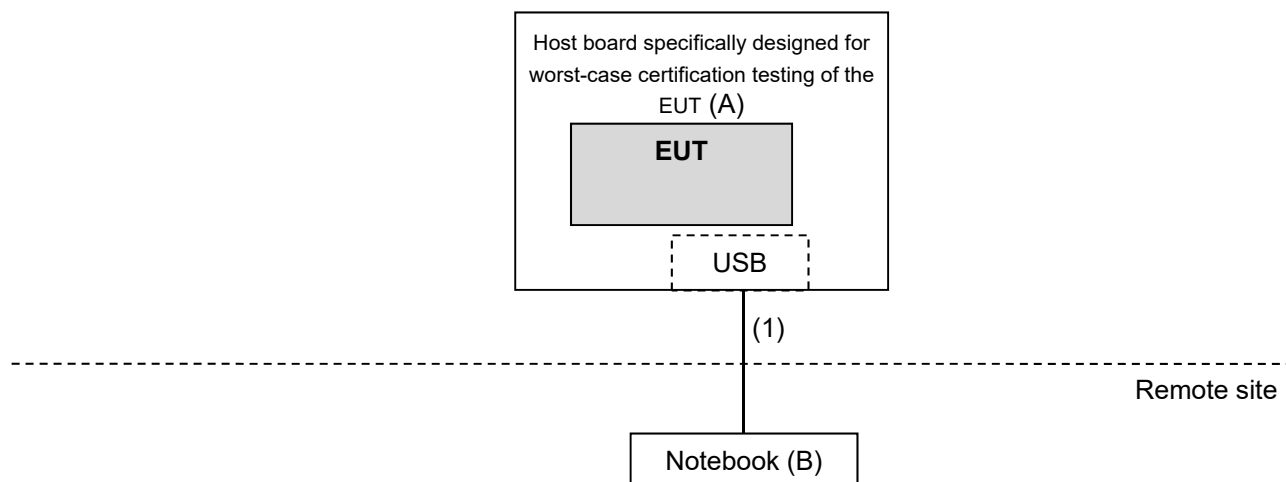 Host board specifically designed for
worst-case certification testing of the
EUT (A)
EUT
USB
(1)
Remote site
Notebook (B)